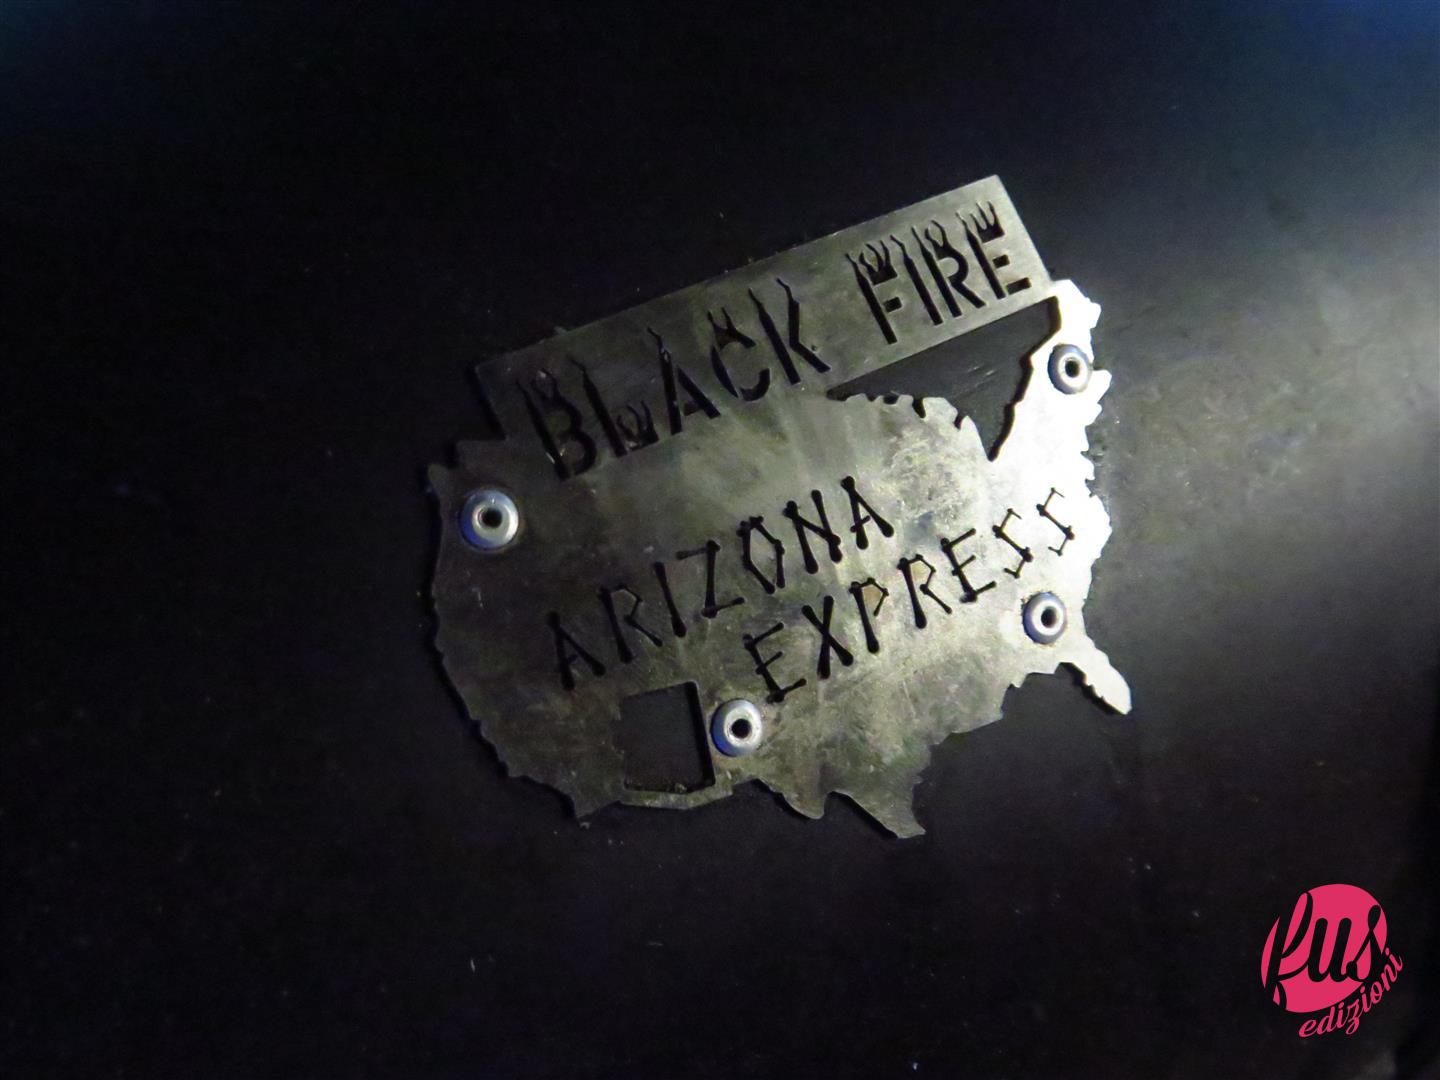 BLACK FIRE
ARIZONA
EXPRESS
fus
edizioni